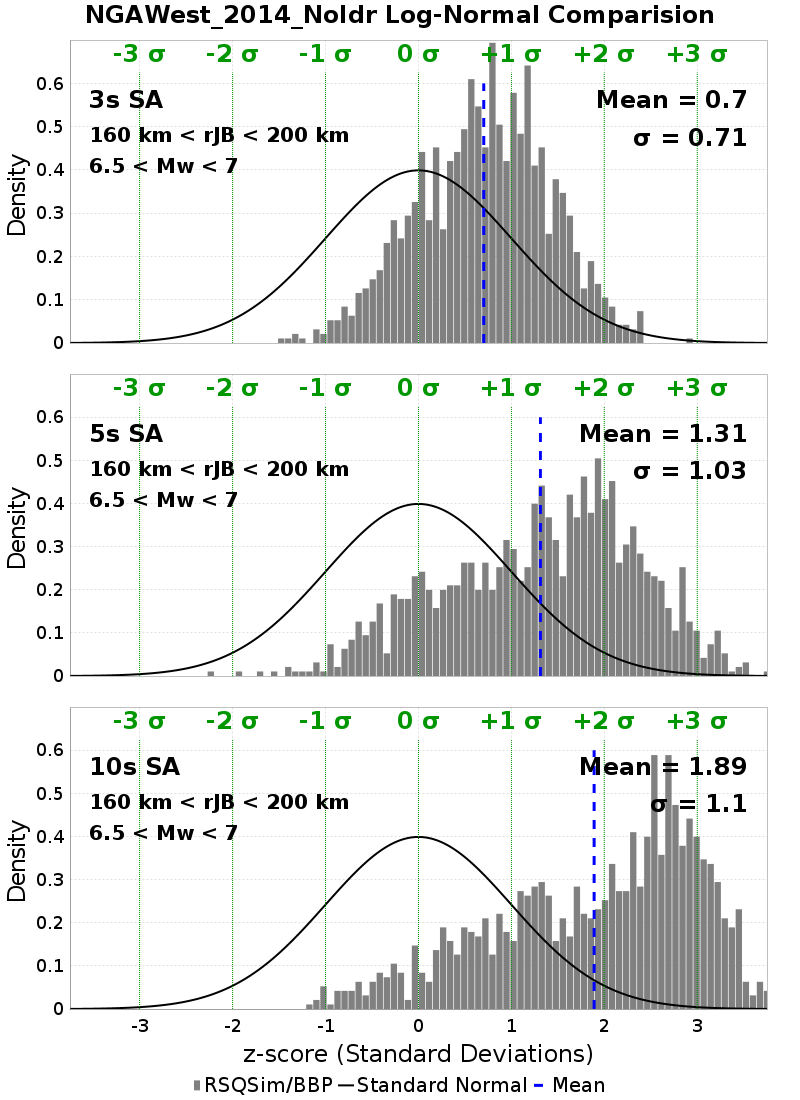 NGAWest_2014_NoIdr Log-Normal Comparision
-3 σ -2 σ -1 σ 0 σ +1 σ +2 σ +3 σ
3s SA
Mean = 0.7
160 km < rJB < 200 km
σ = 0.71
6.5 < Mw < 7
0.6
0.5
0.4
0.3
0.2
0.1
0
Density
-3 σ -2 σ -1 σ 0 σ +1 σ +2 σ +3 σ
5s SA
Mean = 1.31
160 km < rJB < 200 km
σ = 1.03
6.5 < Mw < 7
0.6
0.5
0.4
0.3
0.2
0.1
0
Density
-3 σ -2 σ -1 σ 0 σ +1 σ +2 σ +3 σ
10s SA
Mean = 1.89
160 km < rJB < 200 km
σ = 1.1
6.5 < Mw < 7
0.6
0.5
0.4
0.3
0.2
0.1
0
Density
-3 -2 -1 0 1 2 3
z-score (Standard Deviations)
RSQSim/BBP Standard Normal Mean